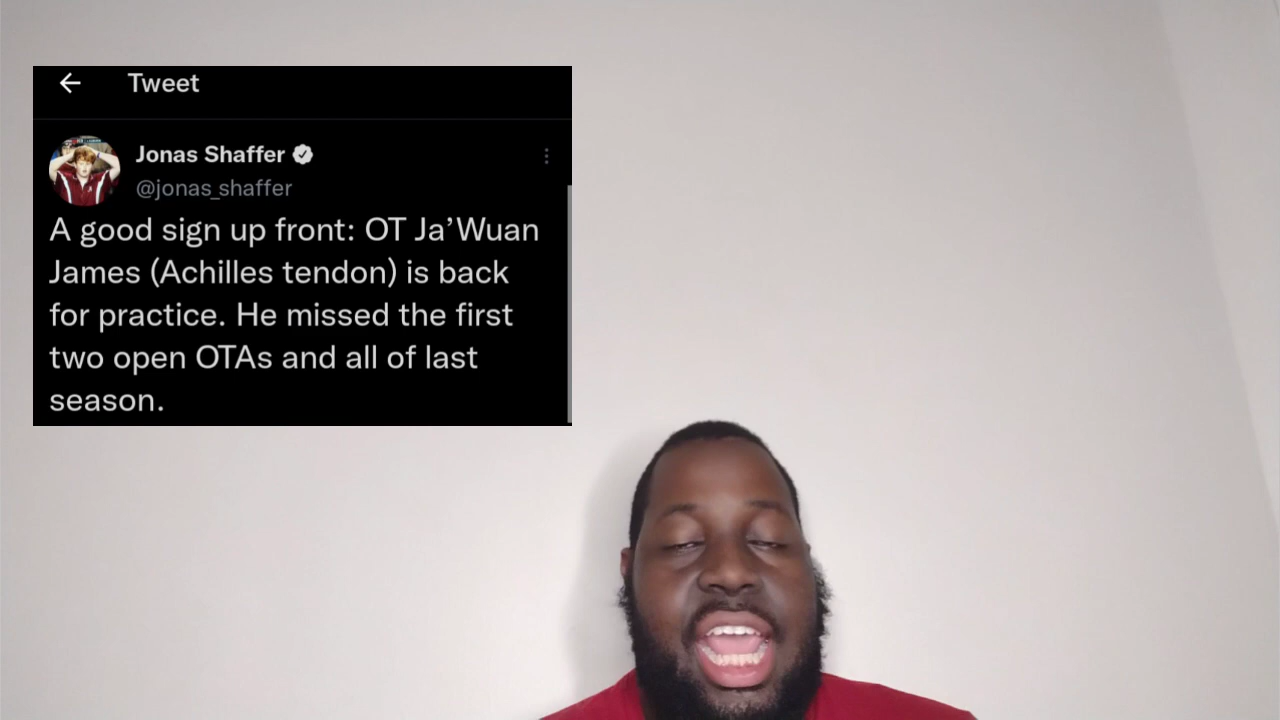 Tweet
Jonas Shaffer
@jonas_shaffer
A good sign up front: OT Ja’Wuan
James (Achilles tendon) is back
for practice. He missed the first
two open OTAs and all of last
season.